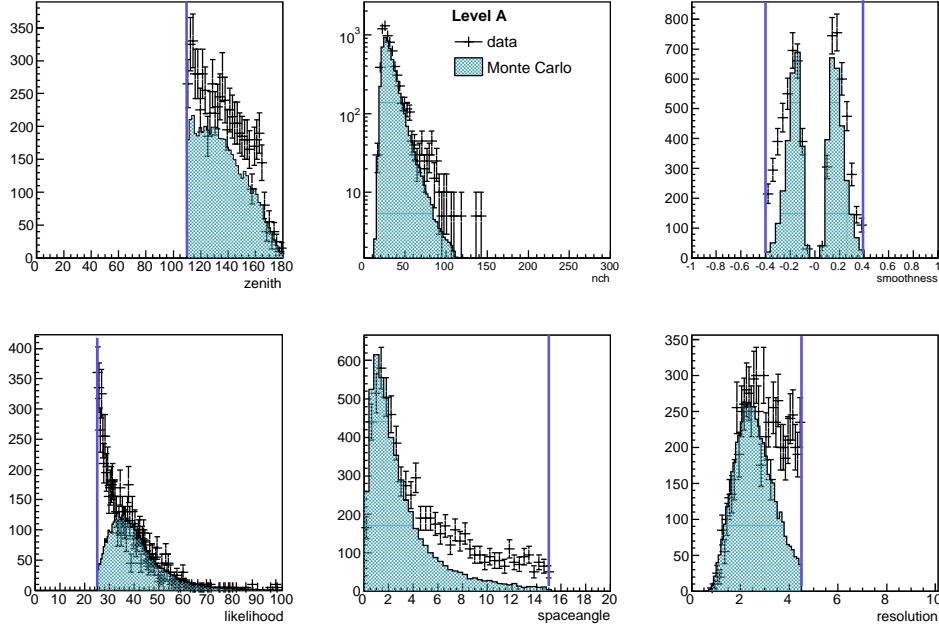 Level A
data
Monte Carlo
350
300
250
200
150
100
50
0
0 20 40 60 80 100 120 140 160 180
zenith
10³
10²
10
0 50 100 150 200 250 300
nch
800
700
600
500
400
300
200
100
0
-1 -0.8 -0.6 -0.4 -0.2 -0 0.2 0.4 0.6 0.8 1
smoothness
400
350
300
250
200
150
100
50
0
0 10 20 30 40 50 60 70 80 90 100
likelihood
600
500
400
300
200
100
0
0 2 4 6 8 10 12 14 16 18 20
spaceangle
350
300
250
200
150
100
50
0
0 2 4 6 8 10
resolution